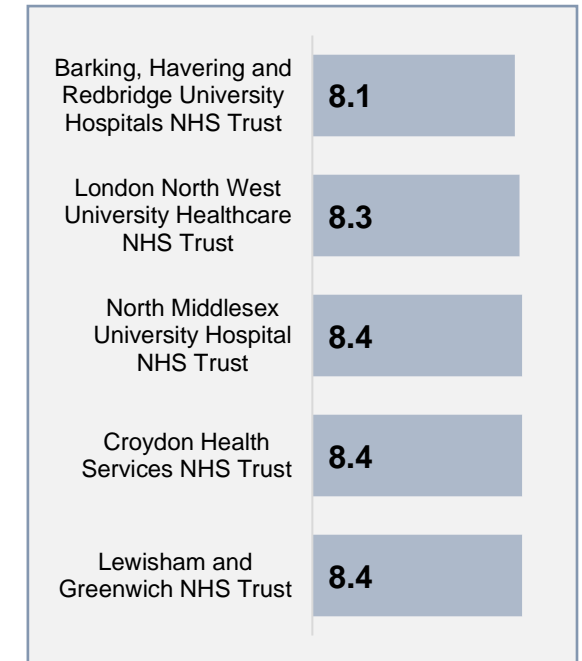 Barking, Havering and
Redbridge University
Hospitals NHS Trust
8.1
London North West
University Healthcare
NHS Trust
8.3
North Middlesex
University Hospital
NHS Trust
8.4
Croydon Health
Services NHS Trust
8.4
Lewisham and
Greenwich NHS Trust
8.4